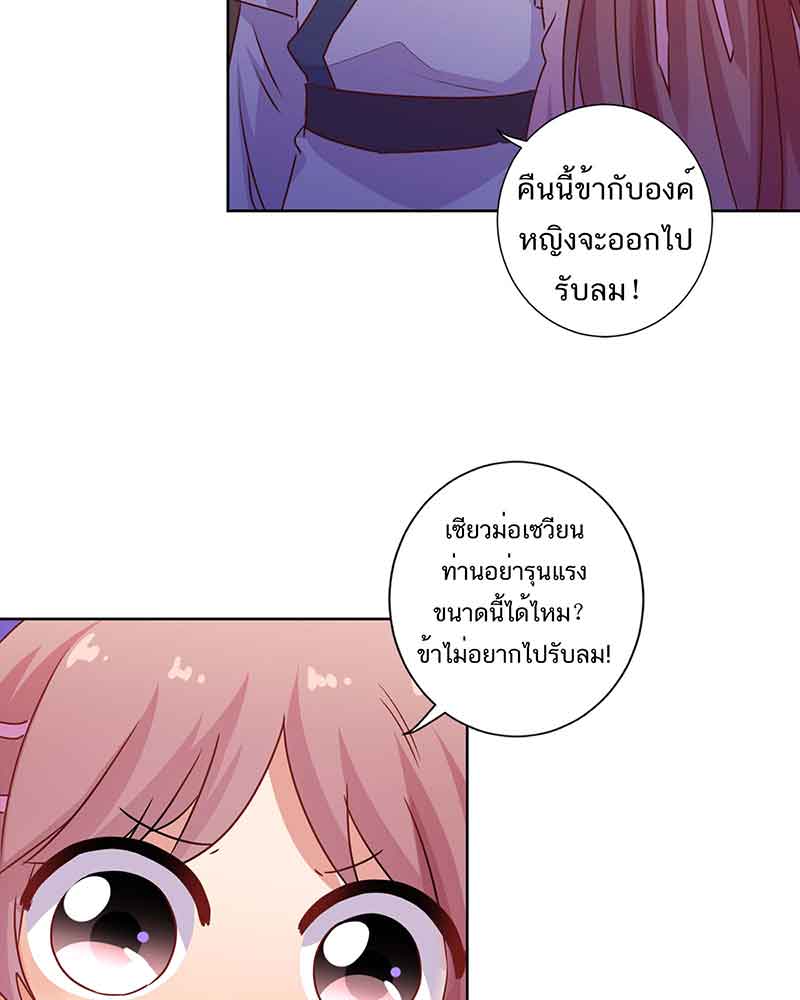 คืนนี้ข้ากับองค์
หญิงจะออกไป
รับลม!
เซียวม่อเซวียน
ท่านอย่ารุนแรง
ขนาดนี้ได้ไหม?
ข้าไม่อยากไปรับลม!